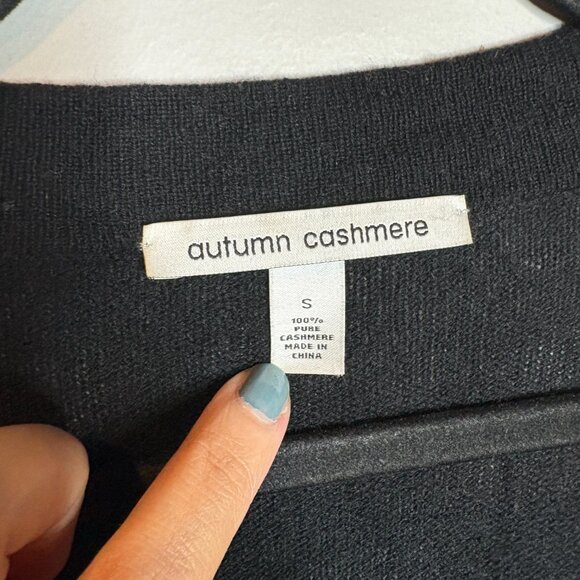 autumn cashmere
S
100%
PURE
CASHMERE
MADE IN
CHINA